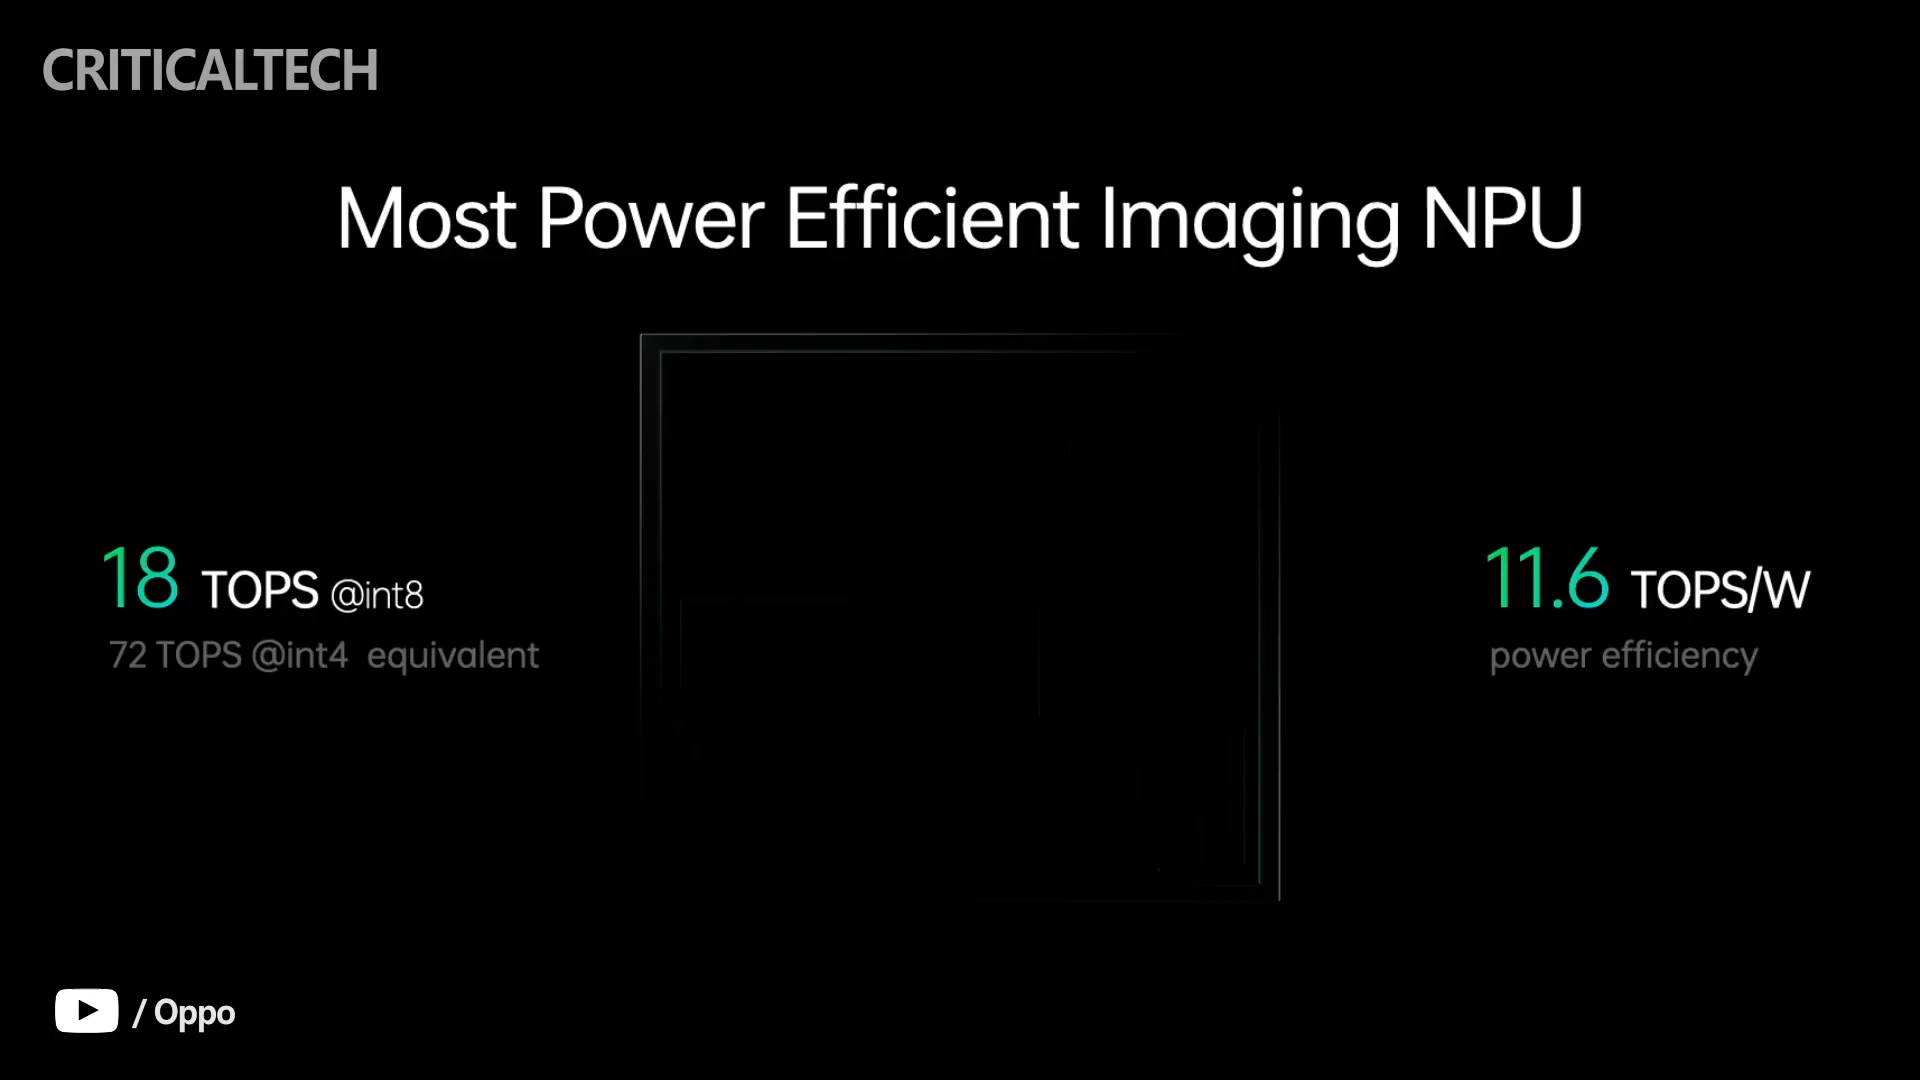 CRITICALTECH
Most Power Efficient Imaging NPU
18 TOPS @int8
72 TOPS @int4 equivalent
11.6 TOPS/W
power efficiency
/ Oppo